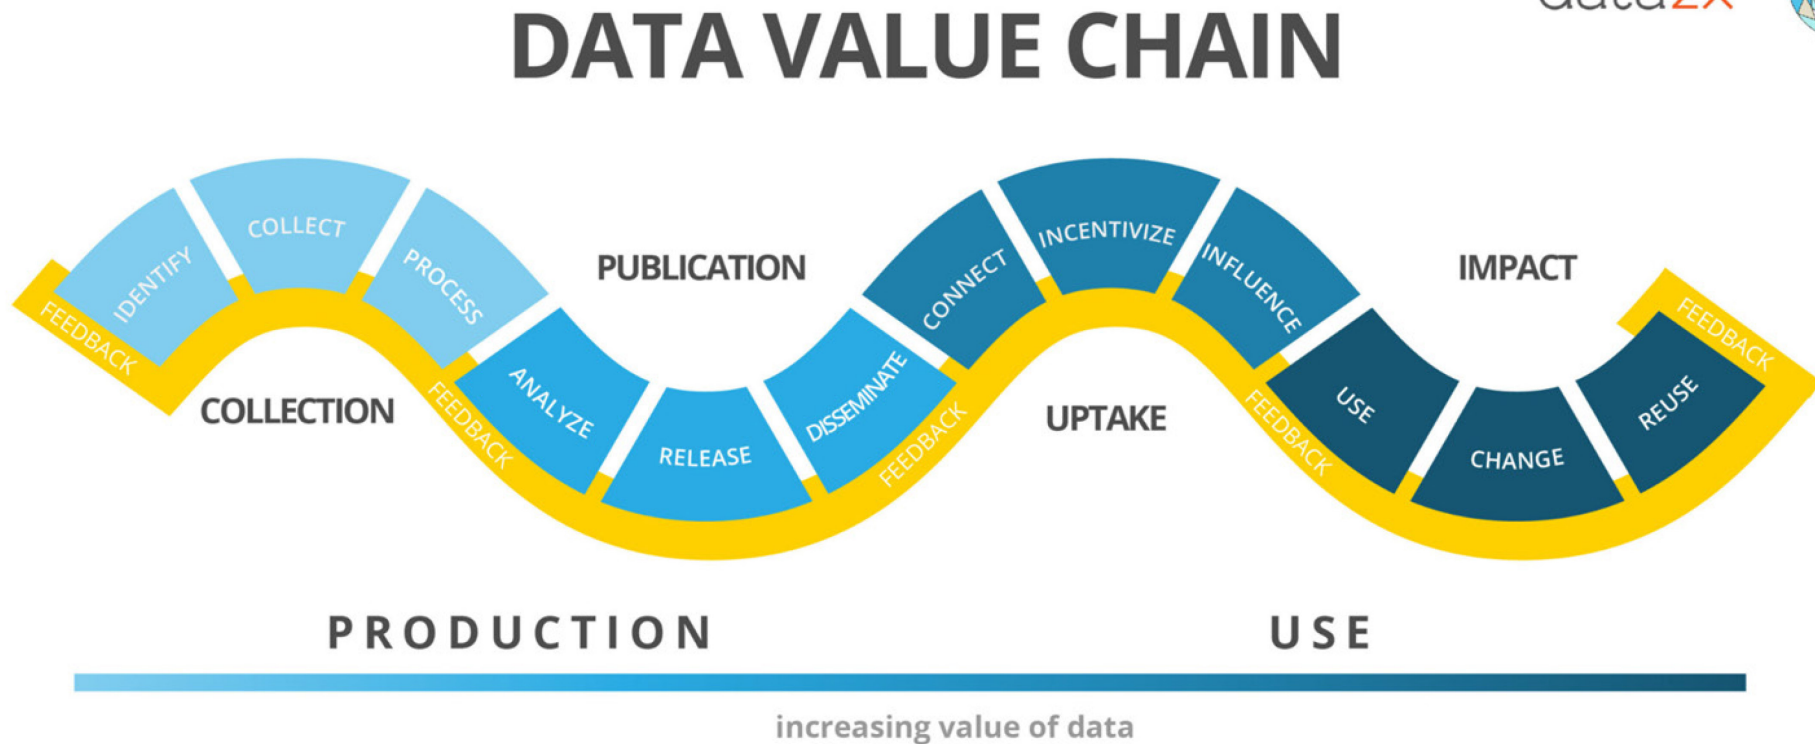 data2x
DATA VALUE CHAIN
FEEDBACK
IDENTIFY
COLLECT
PROCESS
COLLECTION
FEEDBACK
ANALYZE
RELEASE
DISSEMINATE
PUBLICATION
FEEDBACK
CONNECT
INCENTIVIZE
INFLUENCE
UPTAKE
FEEDBACK
USE
CHANGE
REUSE
IMPACT
FEEDBACK
PRODUCTION
USE
increasing value of data